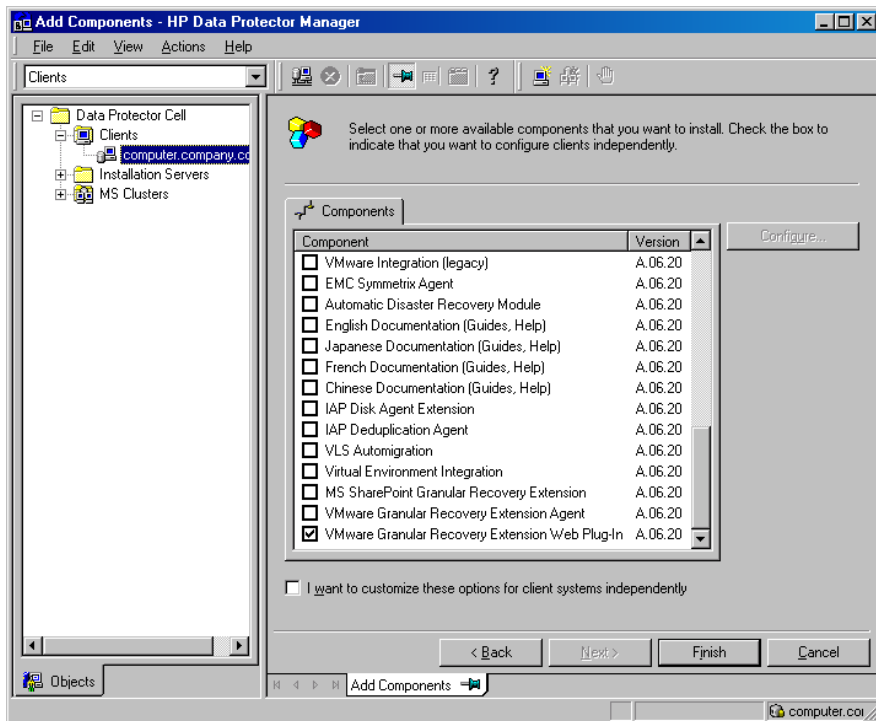 Add Components - HP Data Protector Manager
File Edit View Actions Help
Clients
Data Protector Cell
Clients
computer.company.co
Installation Servers
MS Clusters
Select one or more available components that you want to install. Check the box to
indicate that you want to configure clients independently.
Components
Configure...
Component Version
VMware Integration (legacy) A.06.20
EMC Symmetrix Agent A.06.20
Automatic Disaster Recovery Module A.06.20
English Documentation (Guides, Help) A.06.20
Japanese Documentation (Guides, Help) A.06.20
French Documentation (Guides, Help) A.06.20
Chinese Documentation (Guides, Help) A.06.20
IAP Disk Agent Extension A.06.20
IAP Deduplication Agent A.06.20
VLS Automigration A.06.20
Virtual Environment Integration A.06.20
MS SharePoint Granular Recovery Extension A.06.20
VMware Granular Recovery Extension Agent A.06.20
VMware Granular Recovery Extension Web Plug-In A.06.20
I want to customize these options for client systems independently
< Back Next > Finish Cancel
Objects
Add Components
computer.cor